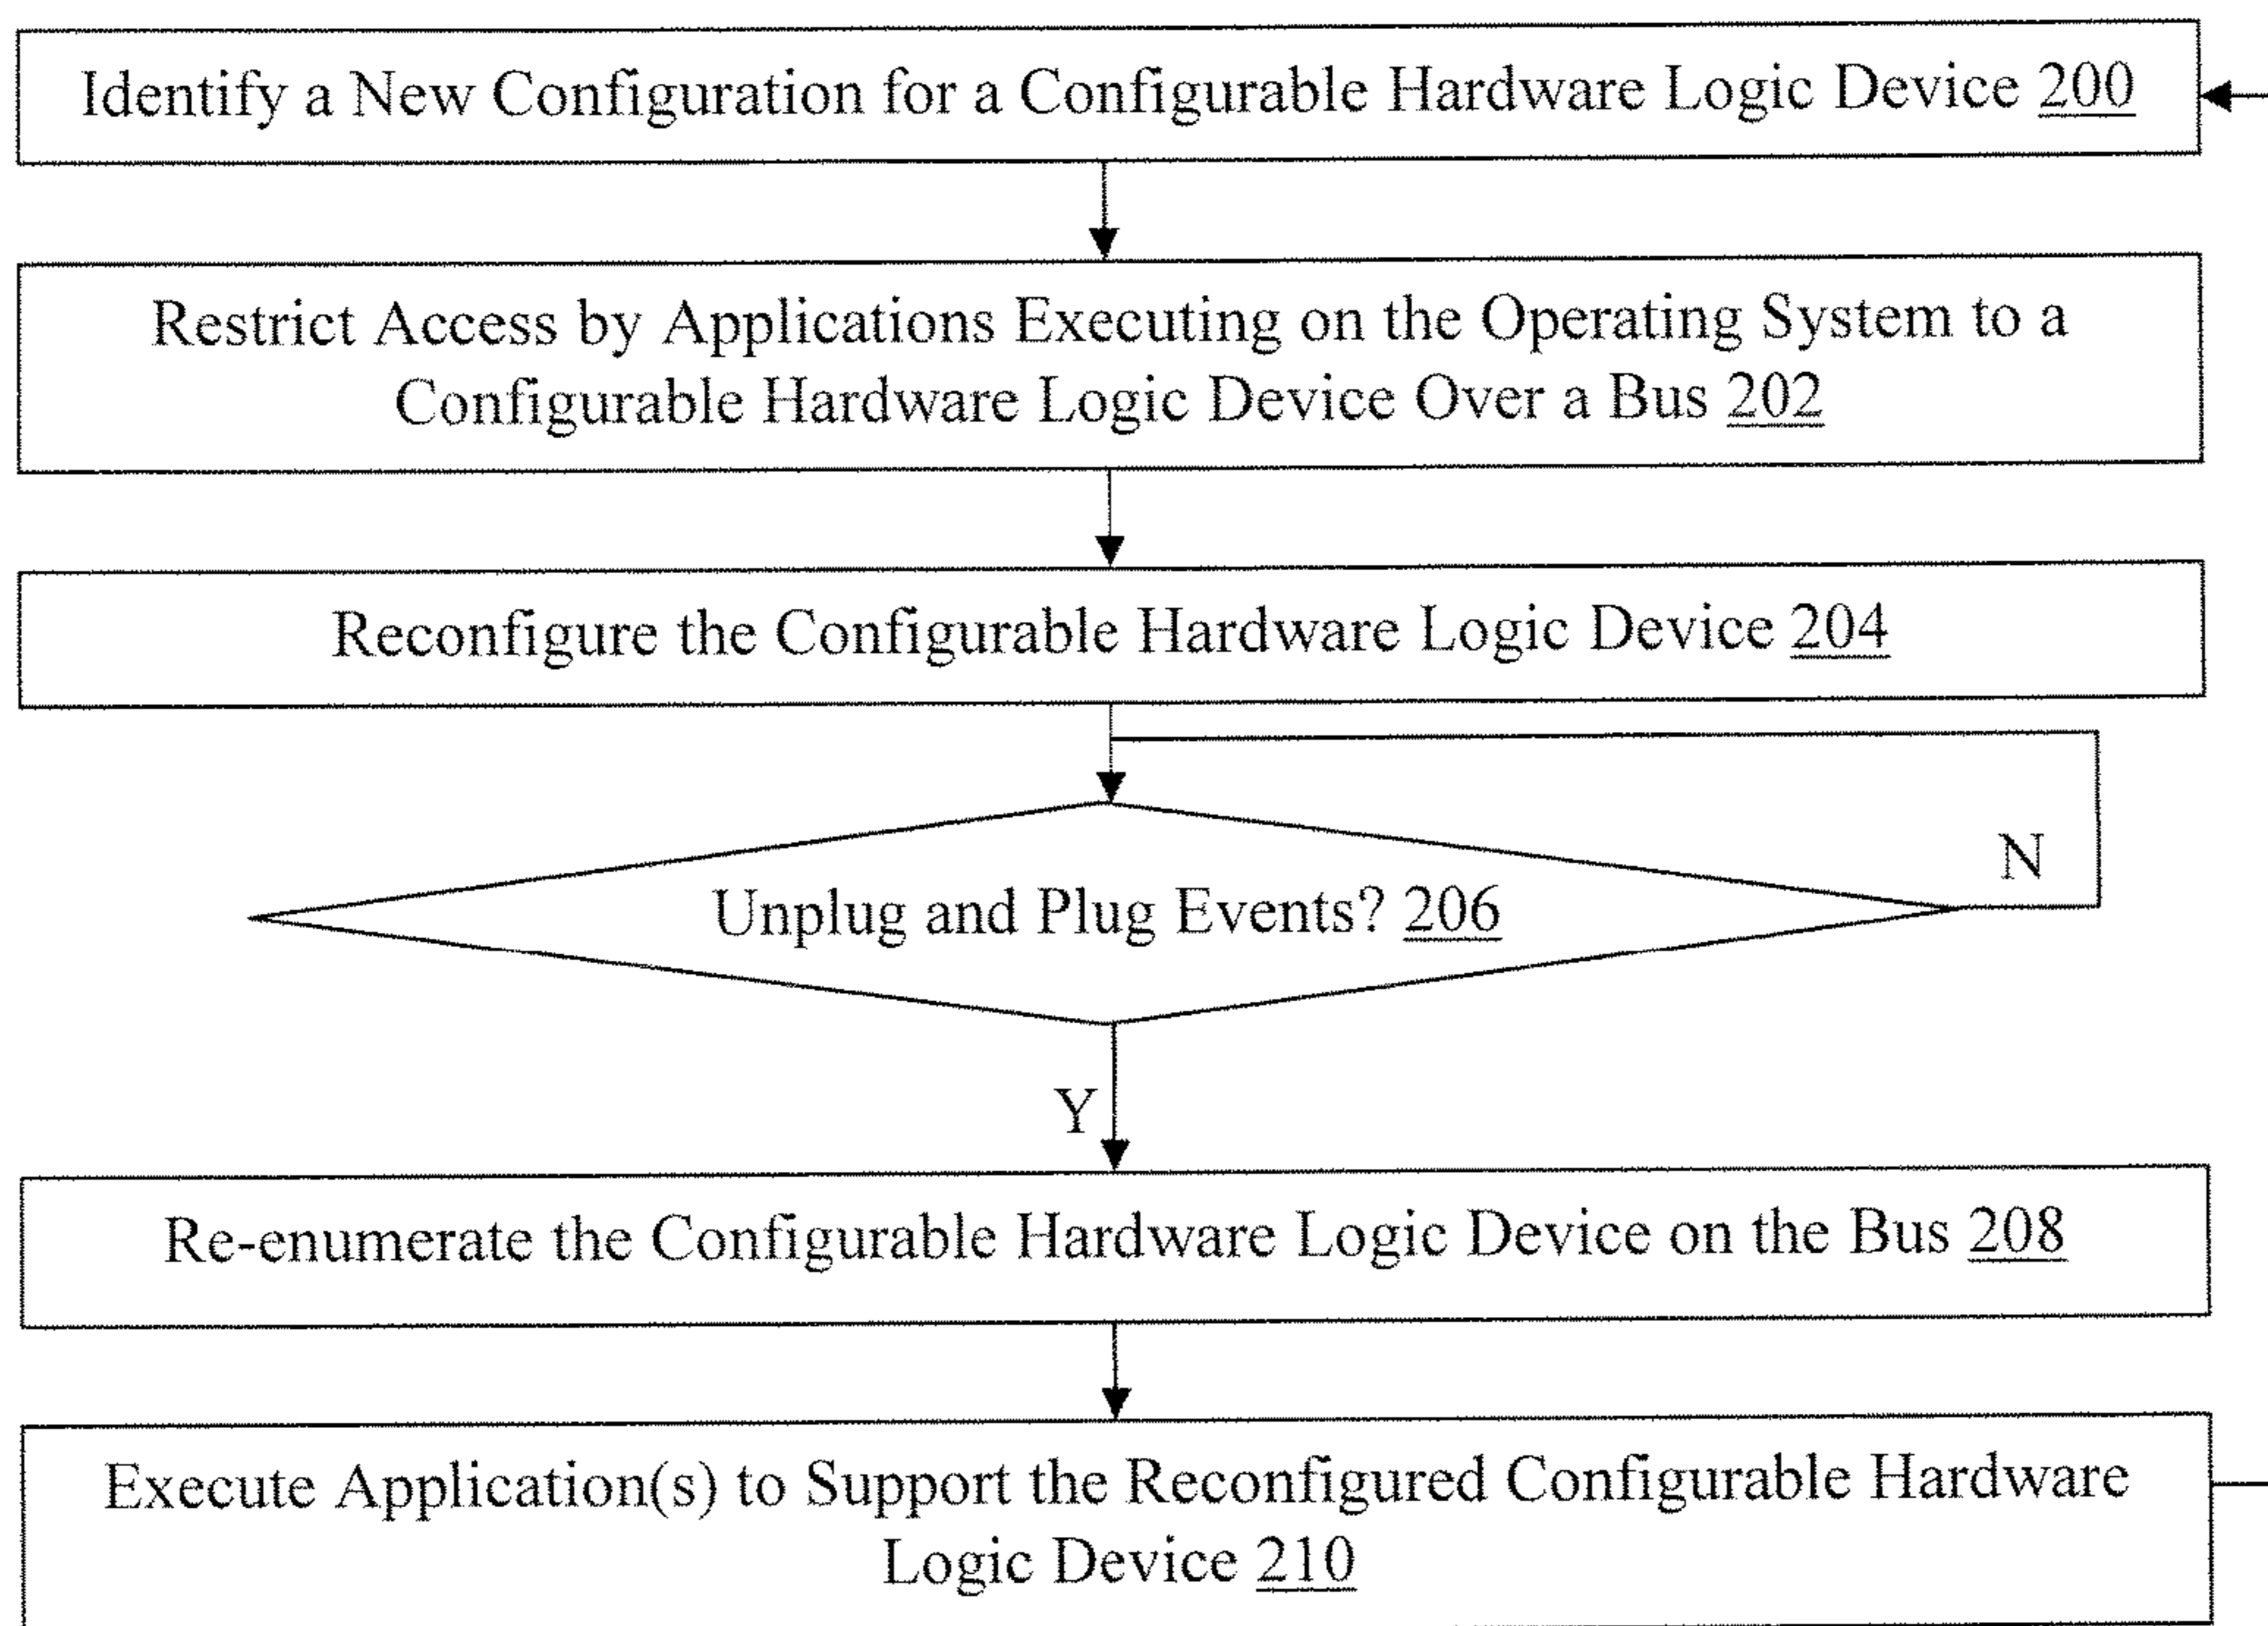 Identify a New Configuration for a Configurable Hardware Logic Device 200
Restrict Access by Applications Executing on the Operating System to a
Configurable Hardware Logic Device Over a Bus 202
Reconfigure the Configurable Hardware Logic Device 204
N
Unplug and Plug Events? 206
Y
Re-enumerate the Configurable Hardware Logic Device on the Bus 208
Execute Application(s) to Support the Reconfigured Configurable Hardware
Logic Device 210